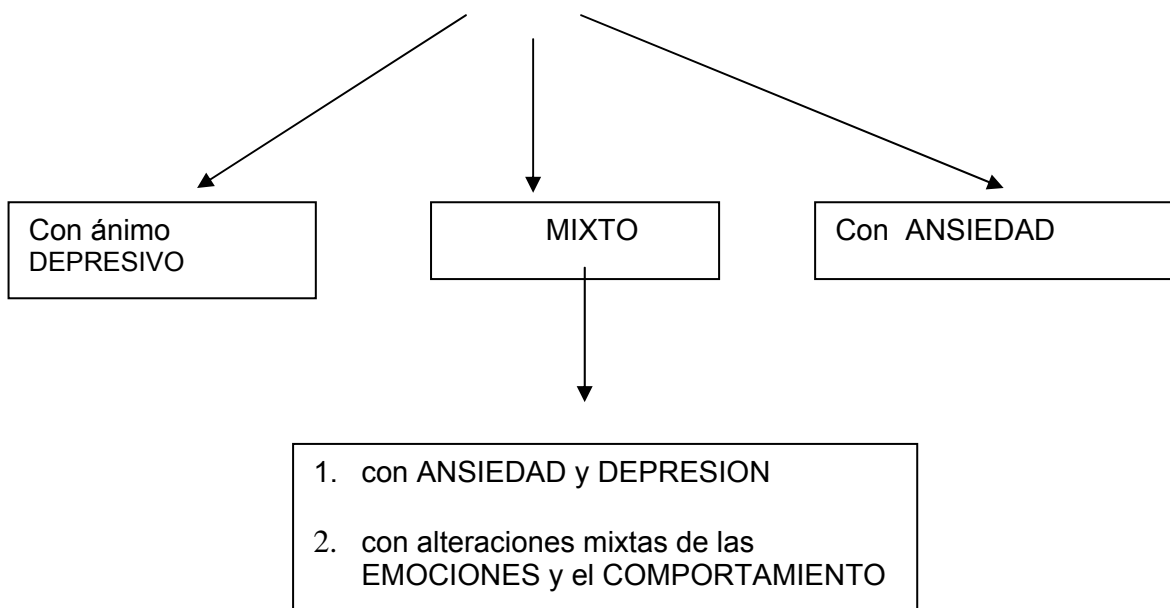 Con ánimo
DEPRESIVO
MIXTO
Con ANSIEDAD
1. con ANSIEDAD y DEPRESION
2. con alteraciones mixtas de las
EMOCIONES y el COMPORTAMIENTO